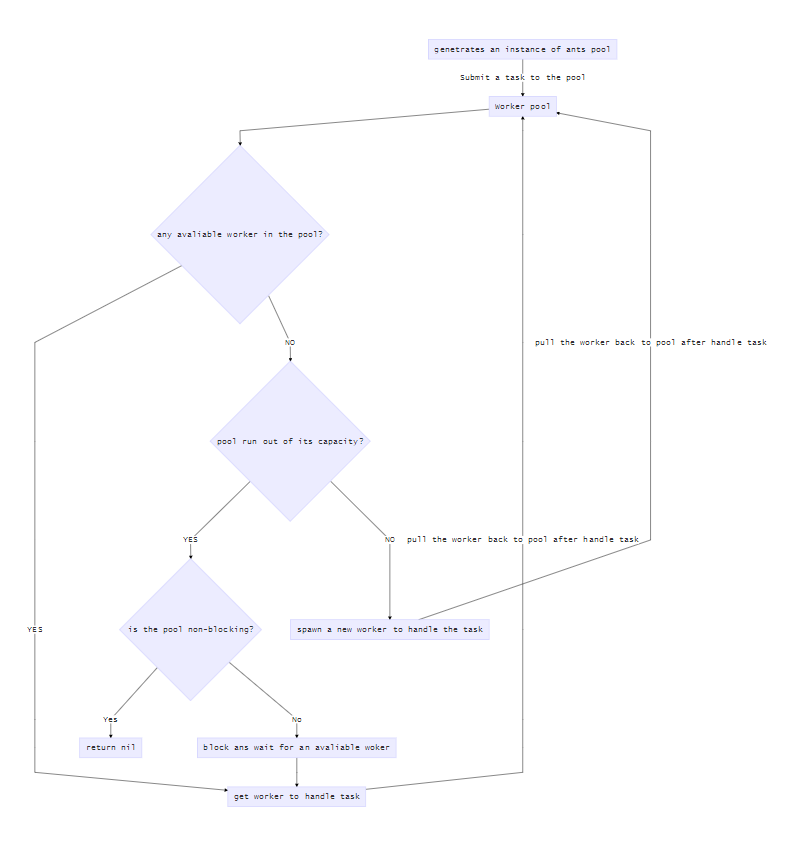 genetrates an instance of ants pool
Submit a task to the pool
Worker pool
any avaliable worker in the pool?
NO
pull the worker back to pool after handle task
pool run out of its capacity?
YES
NO
pull the worker back to pool after handle task
YES
is the pool non-blocking?
spawn a new worker to handle the task
Yes
No
return nil
block ans wait for an avaliable woker
get worker to handle task